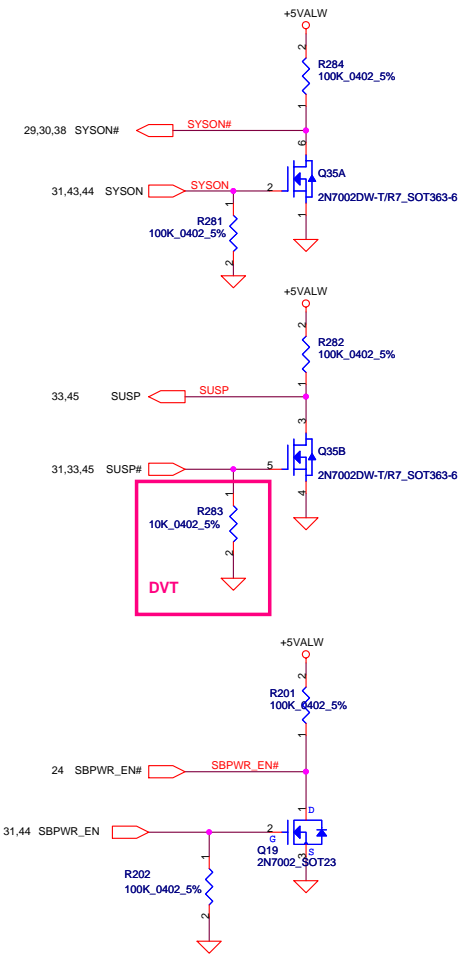 +5VALW
2
R284
100K_0402_5%
1
29,30,38 SYSON# SYSON#
6
Q35A
31,43,44 SYSON SYSON 2
2N7002DW-T/R7_SOT363-6
1
1
R281
100K_0402_5%
2
+5VALW
2
R282
100K_0402_5%
1
33,45 SUSP SUSP
3
Q35B
31,33,45 SUSP# 5
2N7002DW-T/R7_SOT363-6
4
1
R283
10K_0402_5%
2
DVT
+5VALW
2
R201
100K_0402_5%
1
24 SBPWR_EN# SBPWR_EN#
1 D
31,44 SBPWR_EN 2
G
3 S
Q19
2N7002_SOT23
1
R202
100K_0402_5%
2